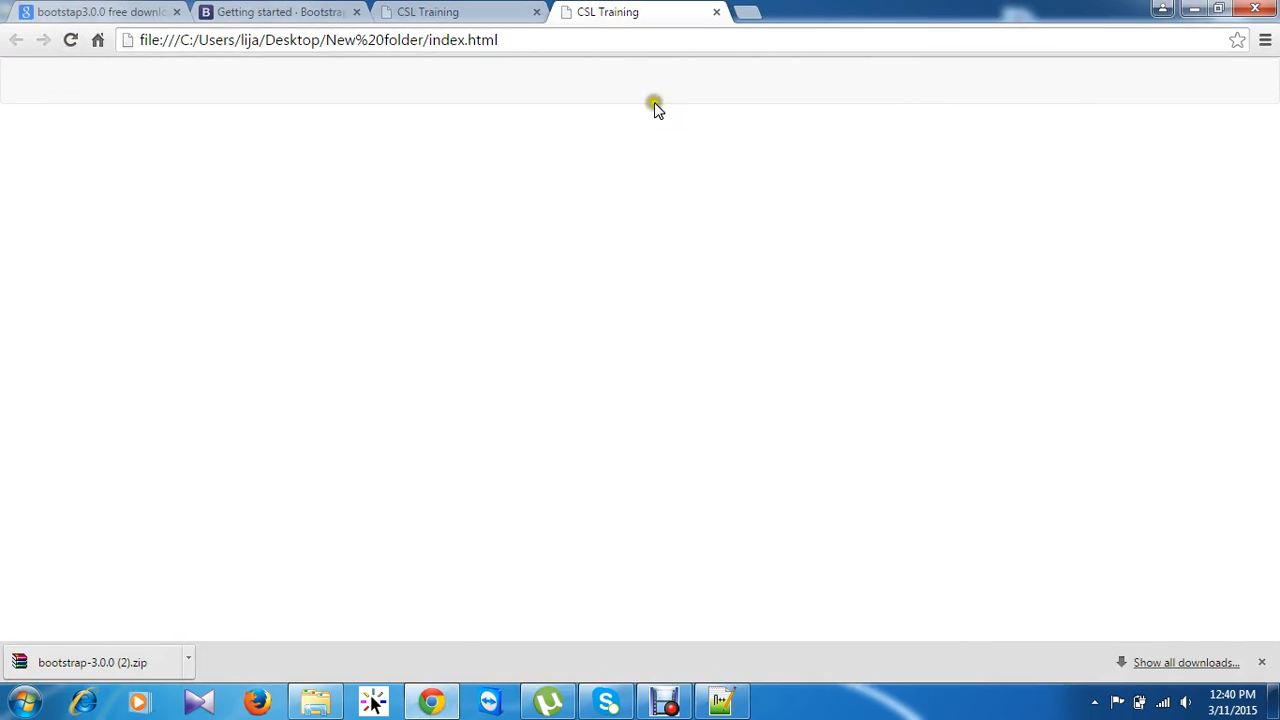 bootstap3.0.0 free downlo
Getting started · Bootstrap
CSL Training
CSL Training
file:///C:/Users/lija/Desktop/New%20folder/index.html
bootstrap-3.0.0 (2).zip
Show all downloads...
12:40 PM
3/11/2015